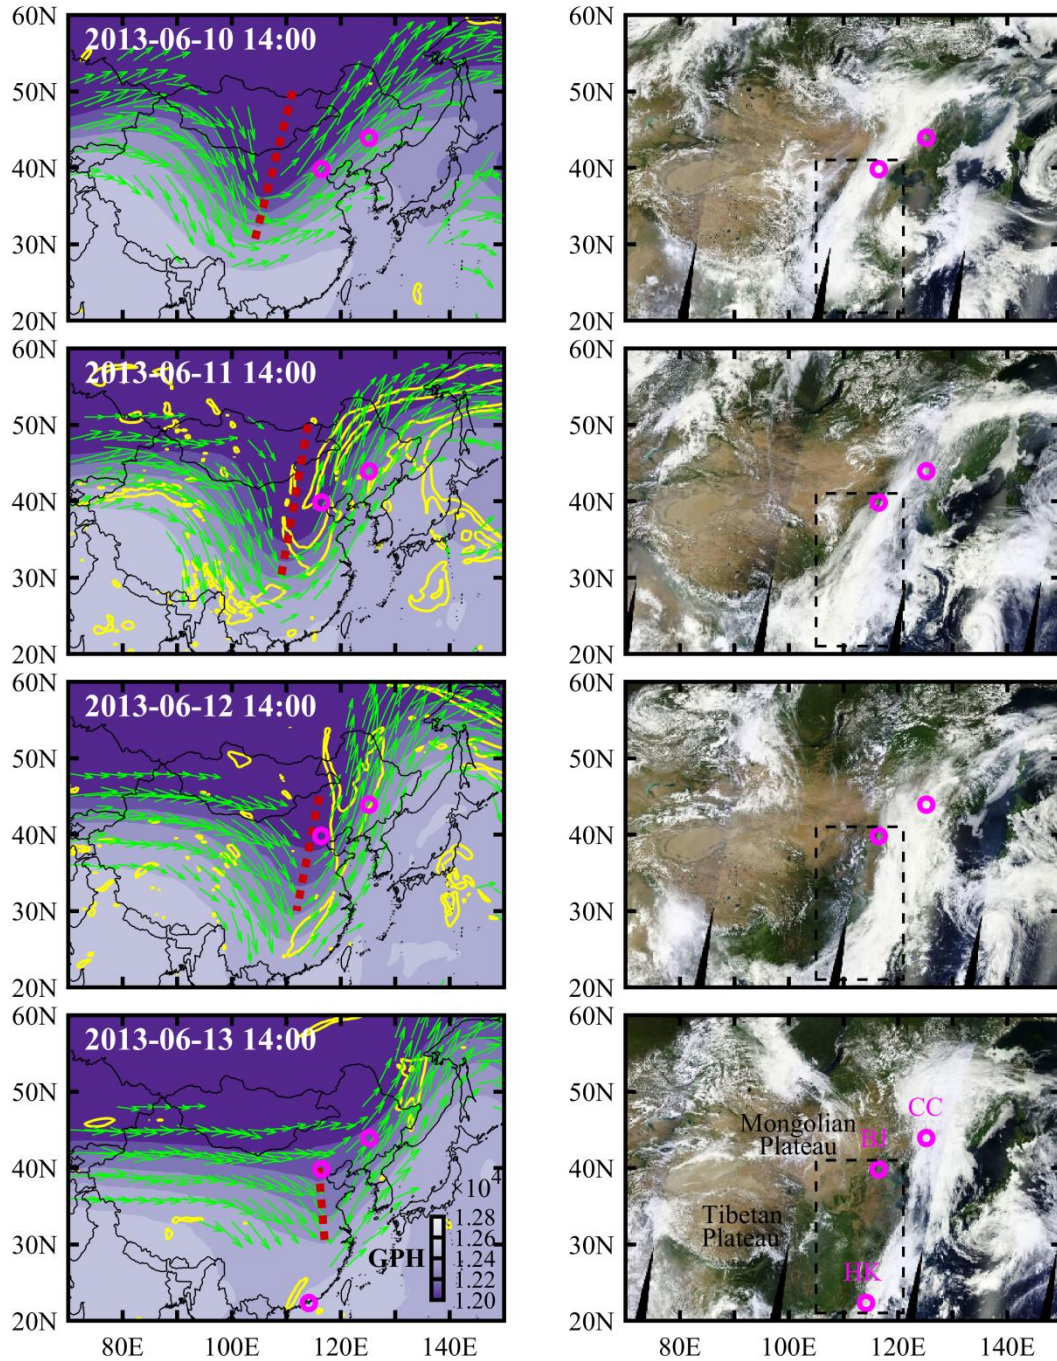 60N
50N
40N
30N
20N
2013-06-10 14:00
60N
50N
40N
30N
20N
60N
50N
40N
30N
20N
2013-06-11 14:00
60N
50N
40N
30N
20N
60N
50N
40N
30N
20N
2013-06-12 14:00
60N
50N
40N
30N
20N
60N
50N
40N
30N
20N
2013-06-13 14:00
×10⁴
GPH
1.28
1.26
1.24
1.22
1.20
80E 100E 120E 140E
60N
50N
40N
30N
20N
CC
Mongolian
Plateau
BJ
Tibetan
Plateau
HK
80E 100E 120E 140E